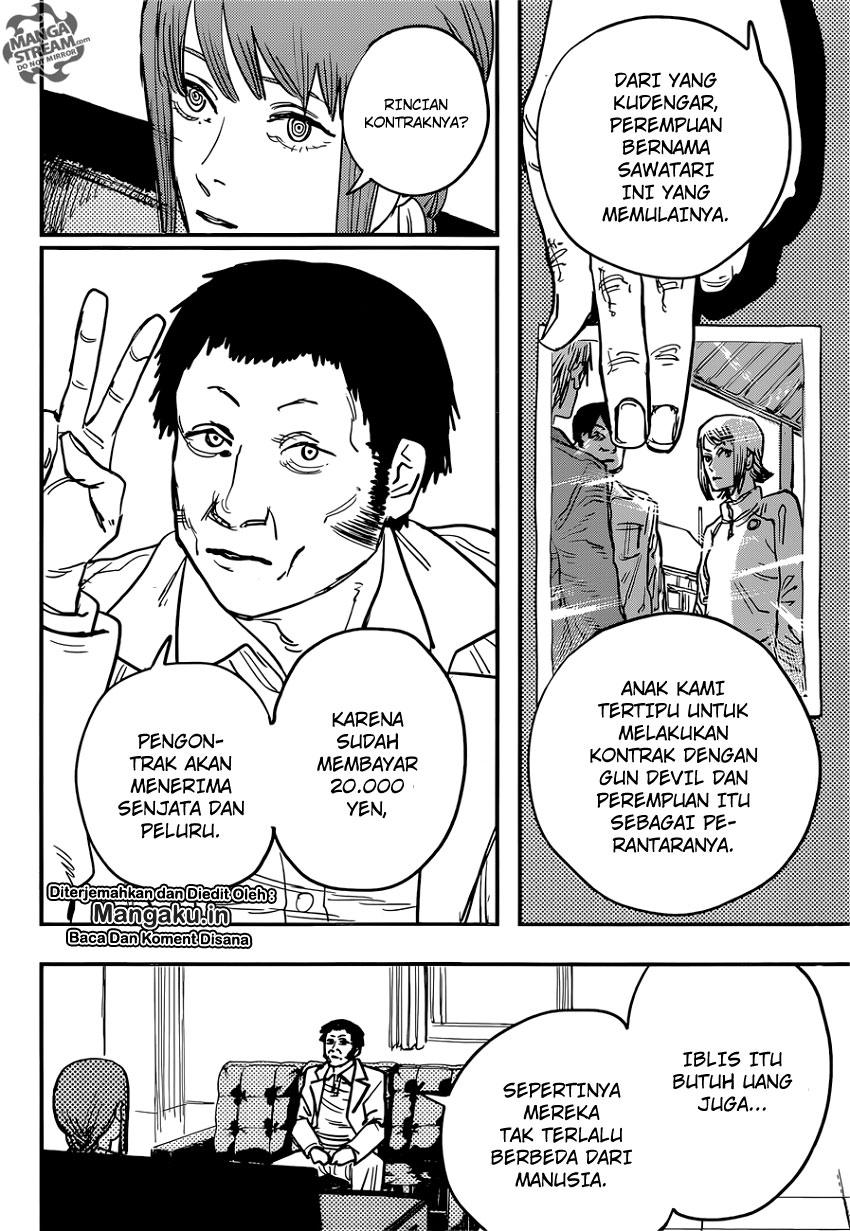 MANGA
STREAM.com
DO NOT MIRROR
DARI YANG
KUDENGAR,
PEREMPUAN
BERNAMA
SAWATARI
INI YANG
MEMULAINYA.
ANAK KAMI
TERTIPU UNTUK
MELAKUKAN
KONTRAK DENGAN
GUN DEVIL DAN
PEREMPUAN ITU
SEBAGAI PE-
RANTARANYA.
RINCIAN
KONTRAKNYA?
KARENA
SUDAH
MEMBAYAR
20.000
YEN,
PENGON-
TRAK AKAN
MENERIMA
SENJATA DAN
PELURU.
Diterjemahkan dan Diedit Oleh :
Mangaku.in
Baca Dan Koment Disana
IBLIS ITU
BUTUH UANG
JUGA...
SEPERTINYA
MEREKA
TAK TERLALU
BERBEDA DARI
MANUSIA.